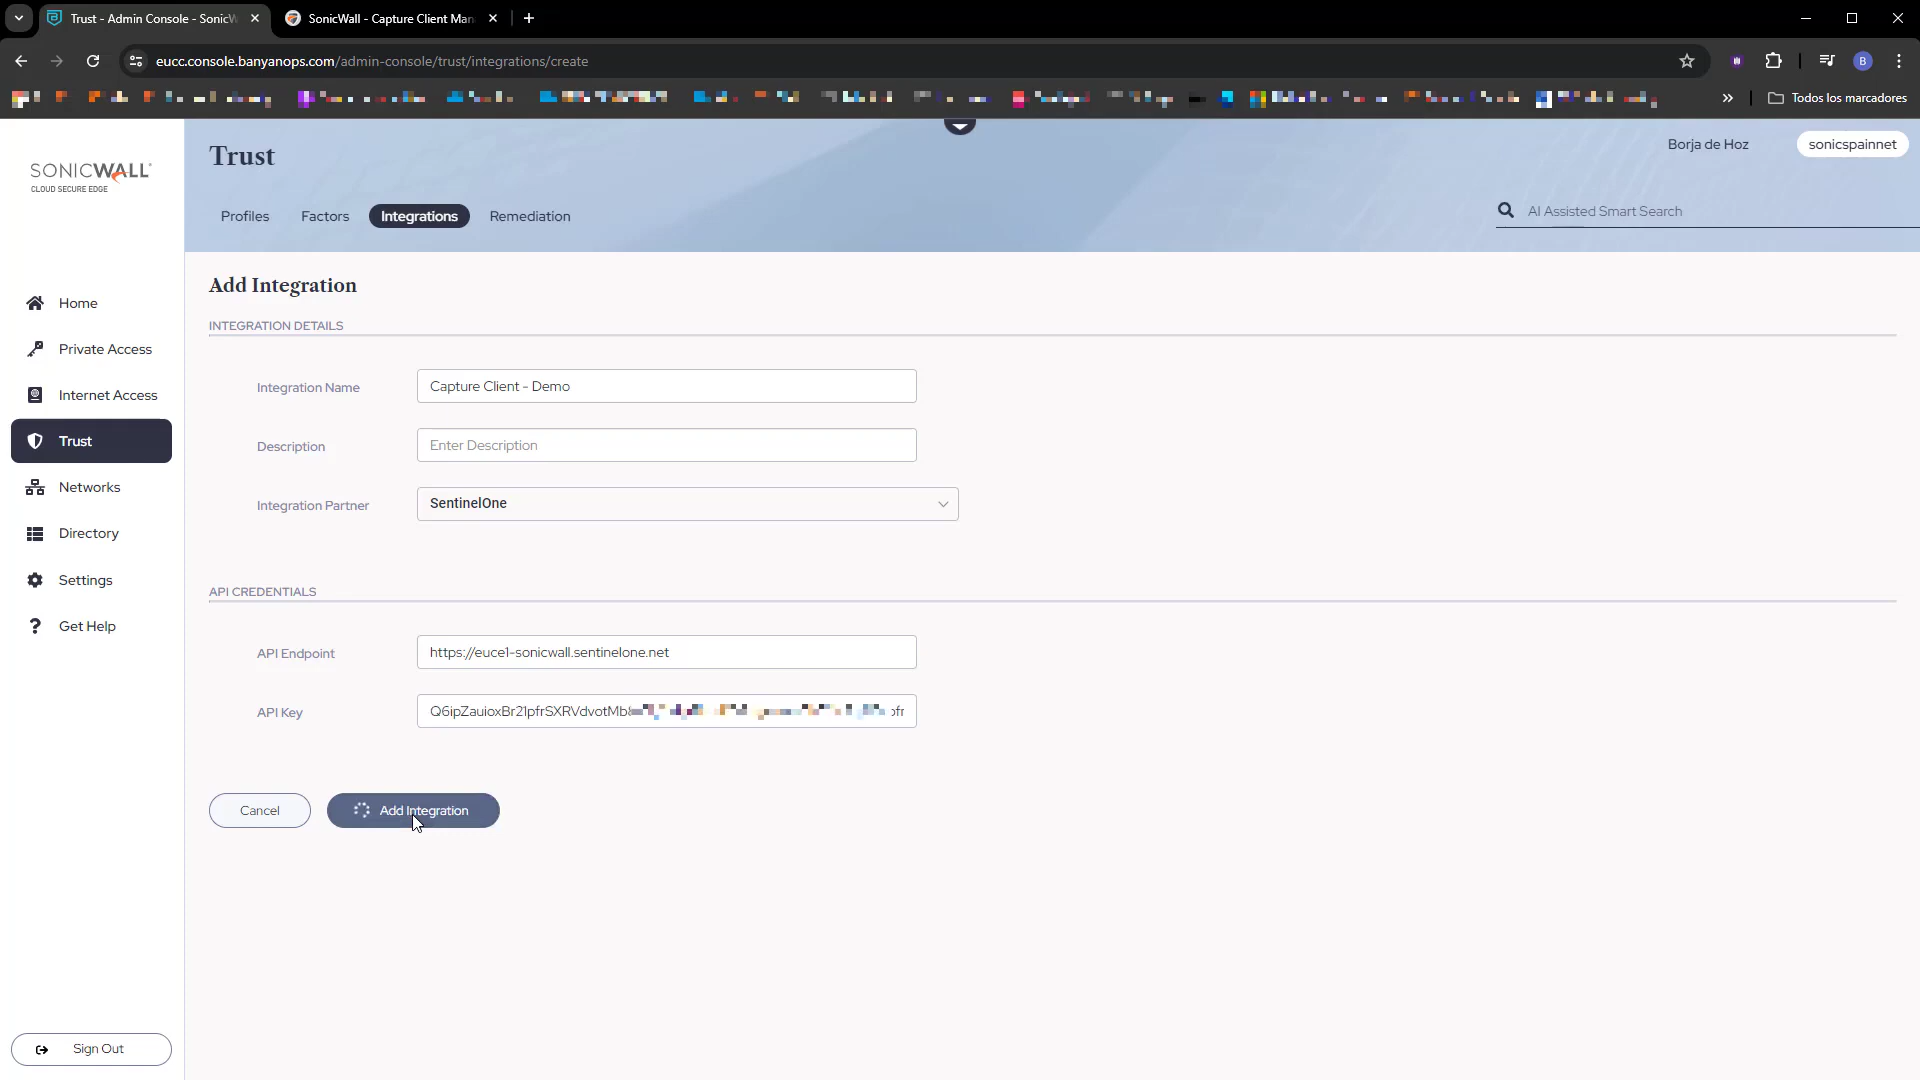 Trust - Admin Console - SonicW
SonicWall - Capture Client Man
eucc.console.banyanops.com/admin-console/trust/integrations/create
B
Todos los marcadores
SONICWALL
CLOUD SECURE EDGE
Trust
Borja de Hoz
sonicspainnet
Profiles
Factors
Integrations
Remediation
AI Assisted Smart Search
Home
Private Access
Internet Access
Trust
Networks
Directory
Settings
Get Help
Sign Out
Add Integration
INTEGRATION DETAILS
Integration Name
Capture Client - Demo
Description
Enter Description
Integration Partner
SentinelOne
API CREDENTIALS
API Endpoint
https://euce1-sonicwall.sentinelone.net
API Key
Cancel
Add Integration